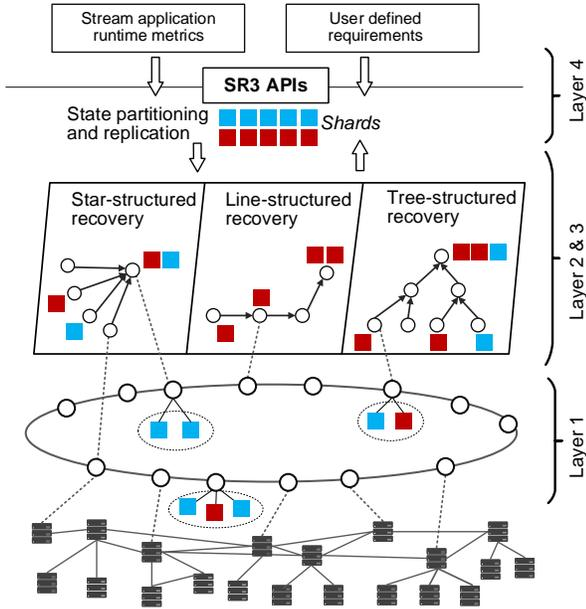 Stream application
runtime metrics
User defined
requirements
SR3 APIs
State partitioning
and replication
Shards
Layer 4
Star-structured
recovery
Line-structured
recovery
Tree-structured
recovery
Layer 2 & 3
Layer 1